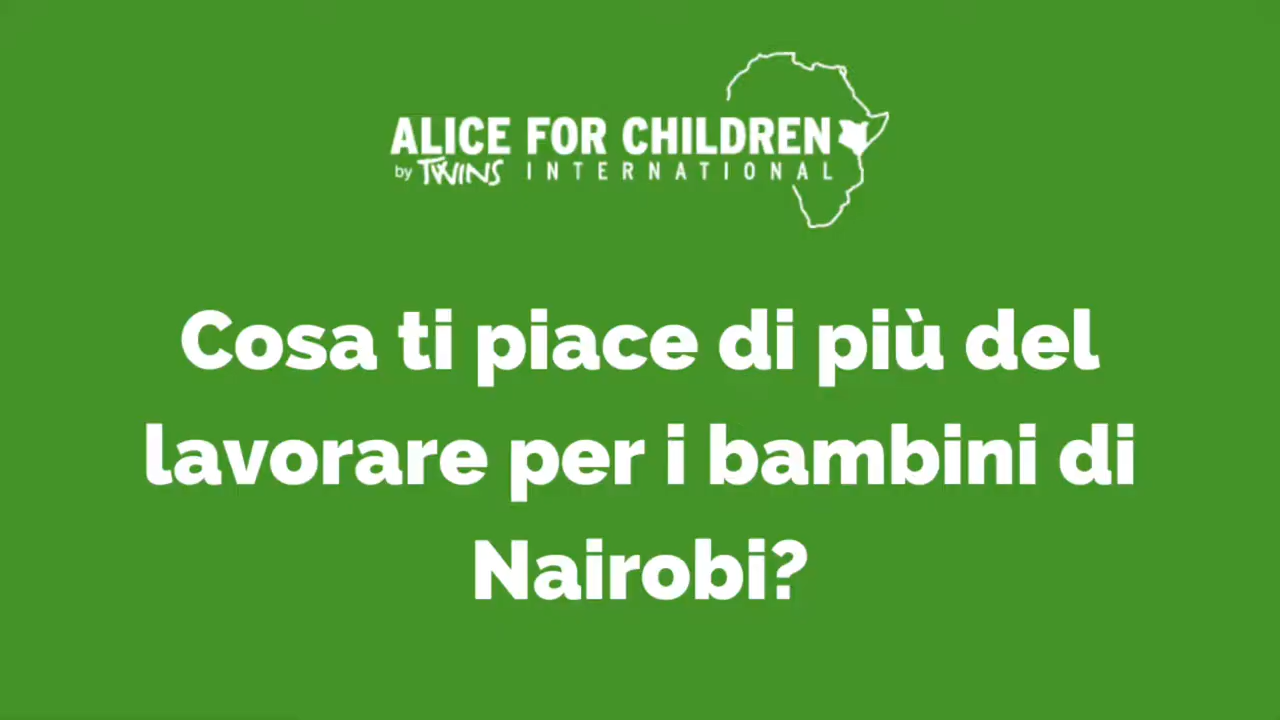 ALICE FOR CHILDREN
by TWINS INTERNATIONAL
Cosa ti piace di più del
lavorare per i bambini di
Nairobi?